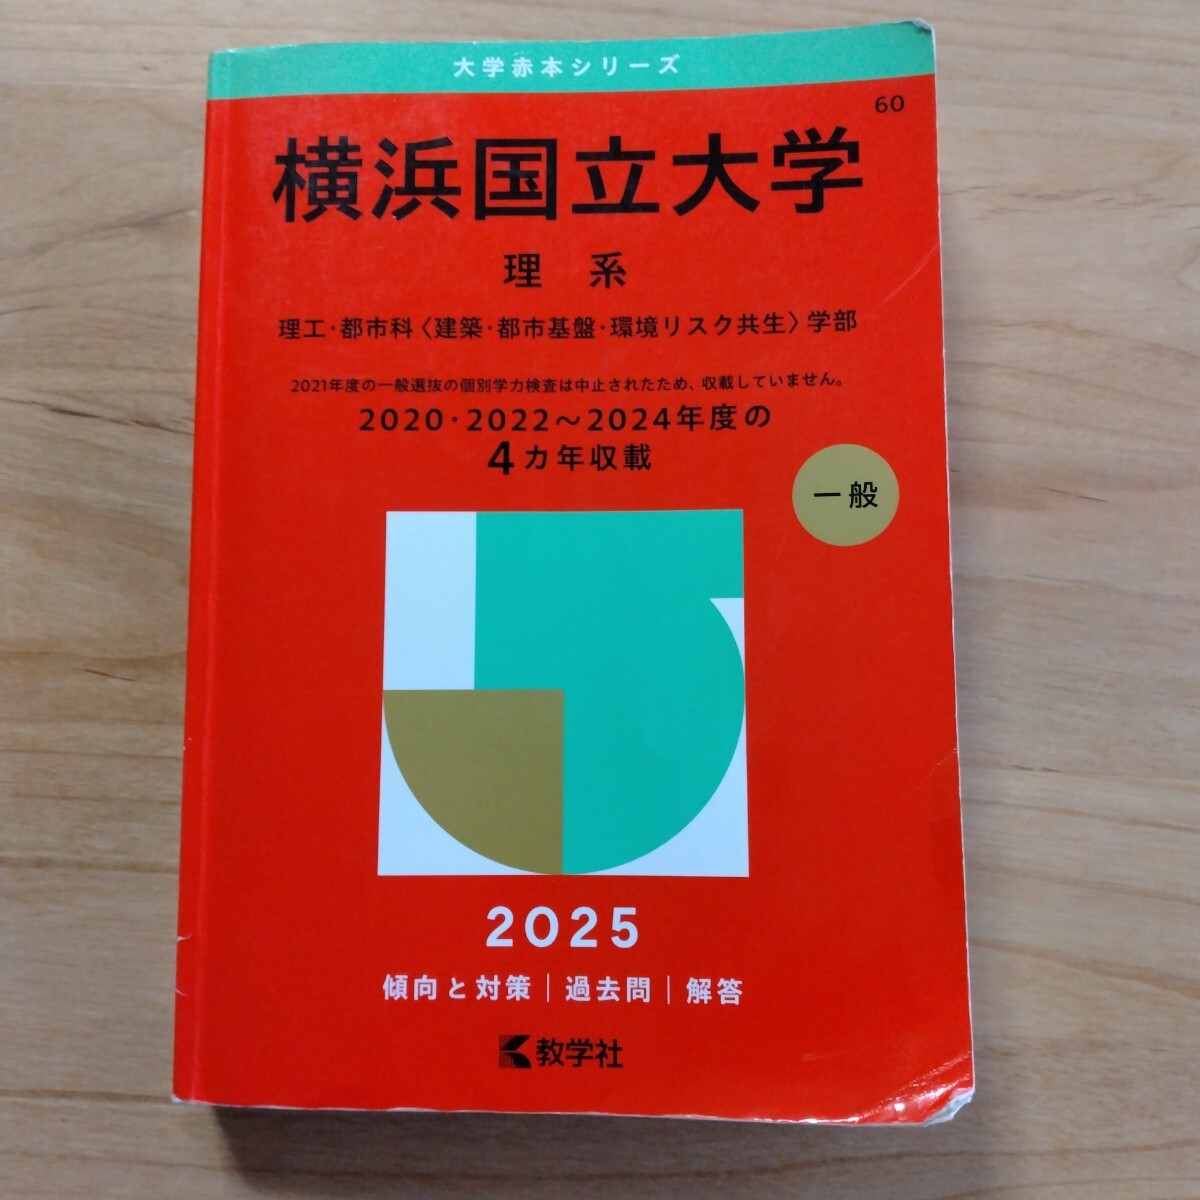 大学赤本シリーズ
60
横浜国立大学
理系
理工・都市科〈建築・都市基盤・環境リスク共生〉学部
2021年度の一般選抜の個別学力検査は中止されたため、収載していません。
2020・2022～2024年度の
4カ年収載
一般
2025
傾向と対策|過去問|解答
教学社